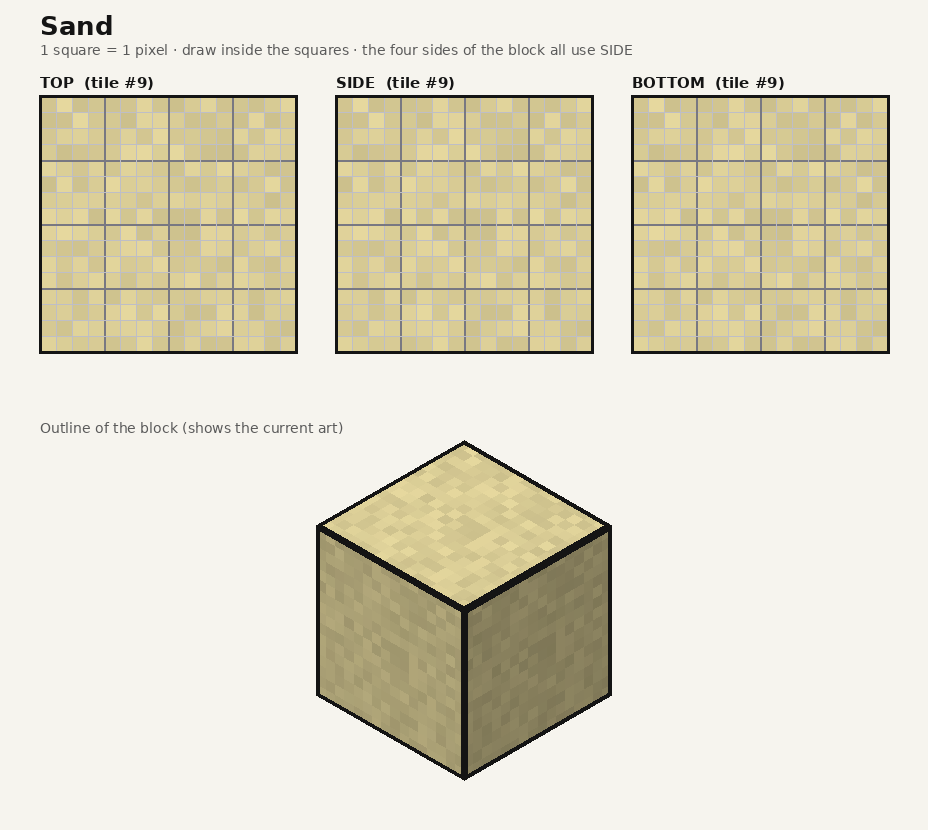 Sand
1 square = 1 pixel · draw inside the squares · the four sides of the block all use SIDE
TOP (tile #9)
SIDE (tile #9)
BOTTOM (tile #9)
Outline of the block (shows the current art)